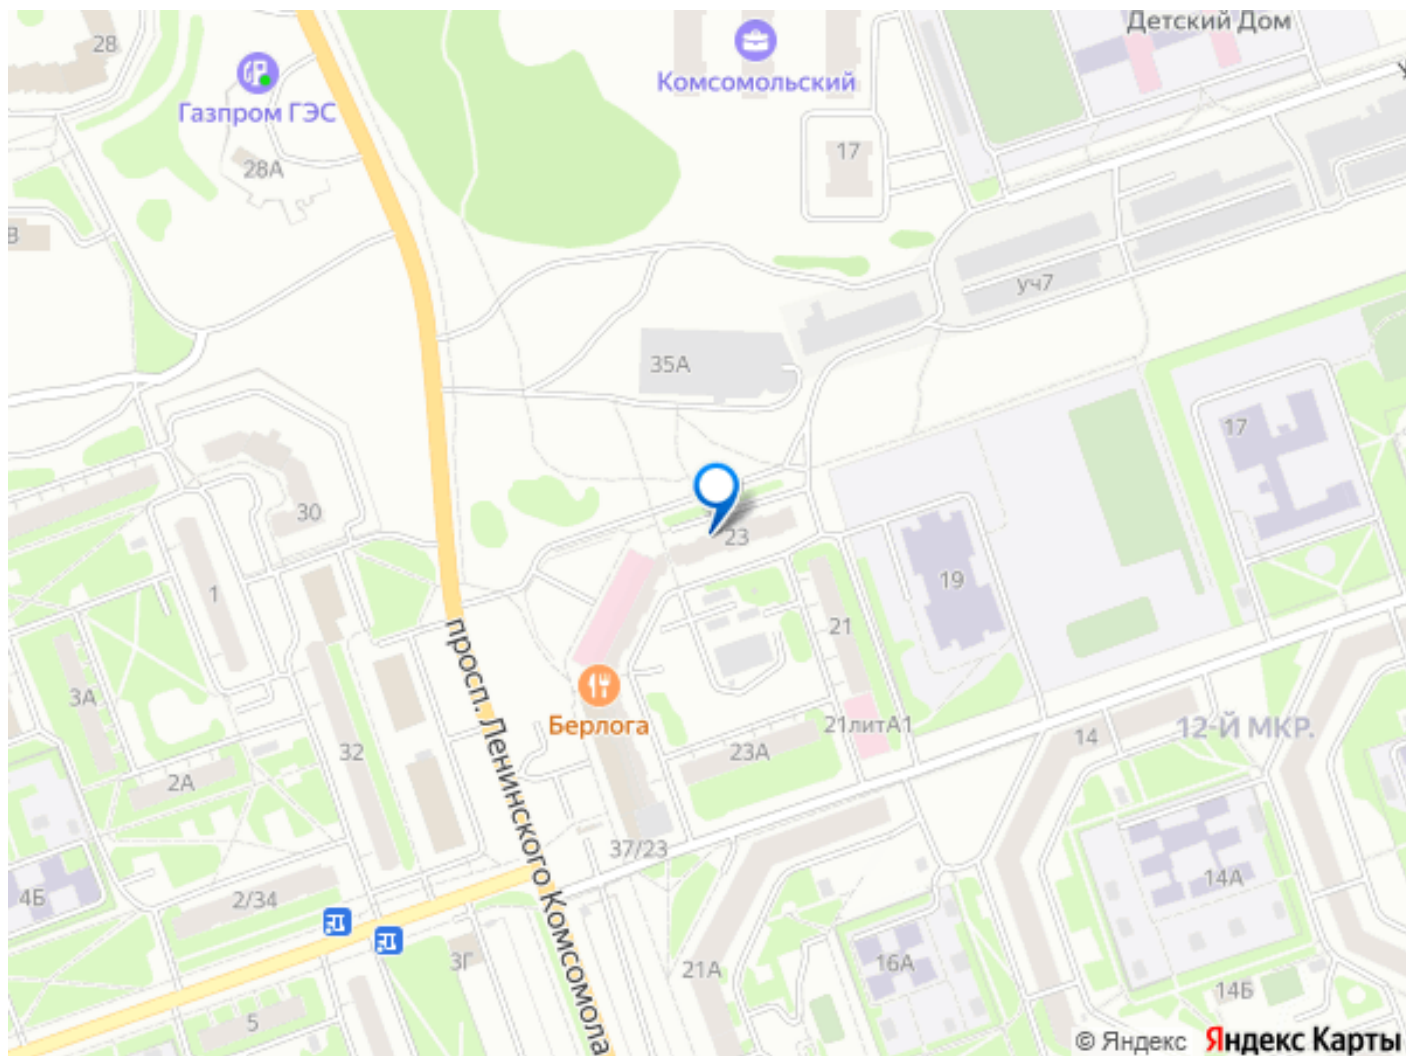 28
Детский Дом
Комсомольский
Газпром ГЭС
28А
17
уч7
35А
17
30
23
1
19
21
3А
Берлога
21литА1
12-Й МКР.
14
32
23А
2А
просп. Ленинского Комсомола
37/23
4Б
2/34
14А
3Г
21А
16А
14Б
5
© Яндекс Яндекс Карты